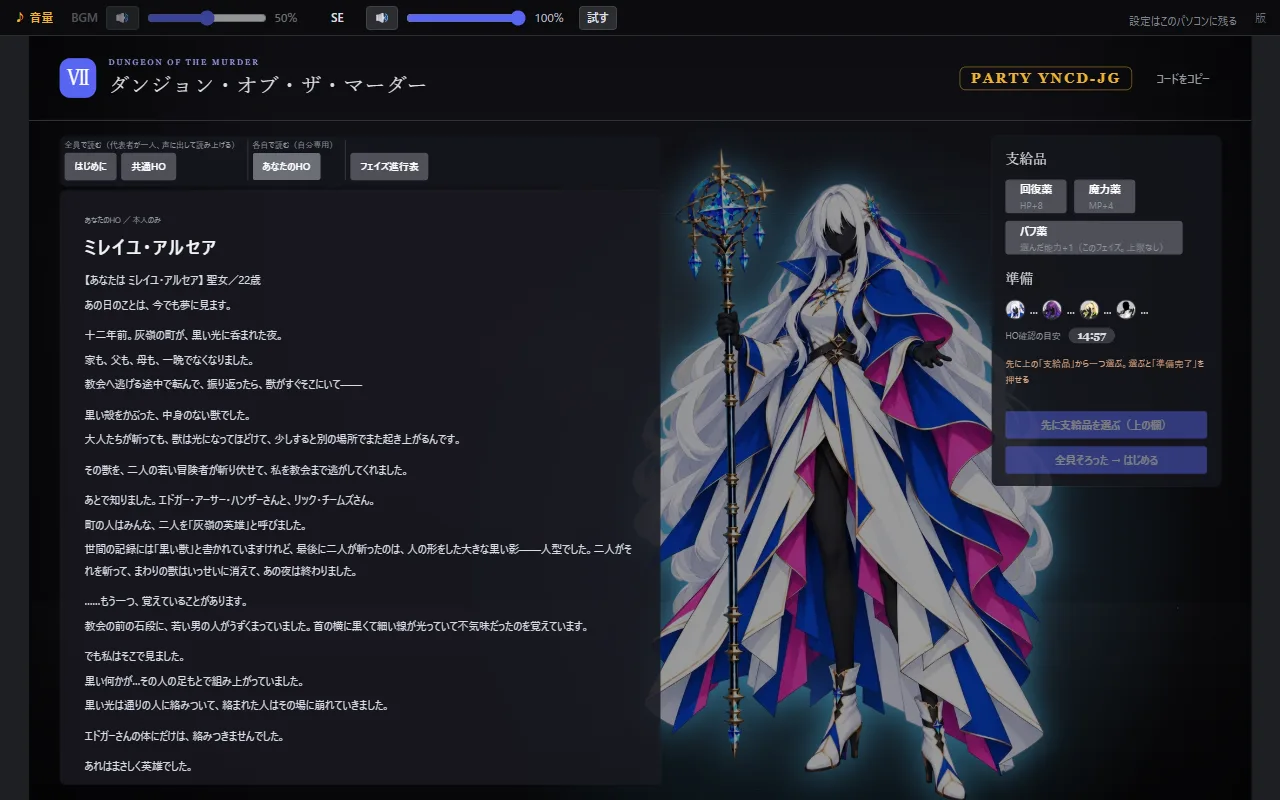 ♪ 音量 BGM 50% SE 100% 試す 設定はこのパソコンに残る 版
Ⅶ
DUNGEON OF THE MURDER
ダンジョン・オブ・ザ・マーダー
PARTY YNCD-JG
コードをコピー
全員で読む（代表者が一人、声に出して読み上げる）
はじめに 共通HO
各自で読む（自分専用）
あなたのHO
フェイズ進行表
あなたのHO ／ 本人のみ
ミレイユ・アルセア
【あなたは ミレイユ・アルセア】 聖女／22歳
あの日のことは、今でも夢に見ます。
十二年前。灰嶺の町が、黒い光に呑まれた夜。
家も、父も、母も、一晩でなくなりました。
教会へ逃げる途中で転んで、振り返ったら、獣がすぐそこにいて――
黒い殻をかぶった、中身のない獣でした。
大人たちが斬っても、獣は光になってほどけて、少しすると別の場所でまた起き上がるんです。
その獣を、二人の若い冒険者が斬り伏せて、私を教会まで逃がしてくれました。
あとで知りました。エドガー・アーサー・ハンザーさんと、リック・チームズさん。
町の人はみんな、二人を「灰嶺の英雄」と呼びました。
世間の記録には「黒い獣」と書かれていますけれど、最後に二人が斬ったのは、人の形をした大きな黒い影――人型でした。二人がそ
れを斬って、まわりの獣はいっせいに消えて、あの夜は終わりました。
……もう一つ、覚えていることがあります。
教会の前の石段に、若い男の人がうずくまっていました。首の横に黒くて細い線が光っていて不気味だったのを覚えています。
でも私はそこで見ました。
黒い何かが…その人の足もとで組み上がっていました。
黒い光は通りの人に絡みついて、絡まれた人はその場に崩れていきました。
エドガーさんの体にだけは、絡みつきませんでした。
あれはまさしく英雄でした。
支給品
回復薬
HP+8
魔力薬
MP+4
バフ薬
選んだ能力+1（このフェイズ。上限なし）
準備
… … … …
HO確認の目安 14:57
先に上の「支給品」から一つ選ぶ。選ぶと「準備完了」を
押せる
先に支給品を選ぶ（上の欄）
全員そろった → はじめる